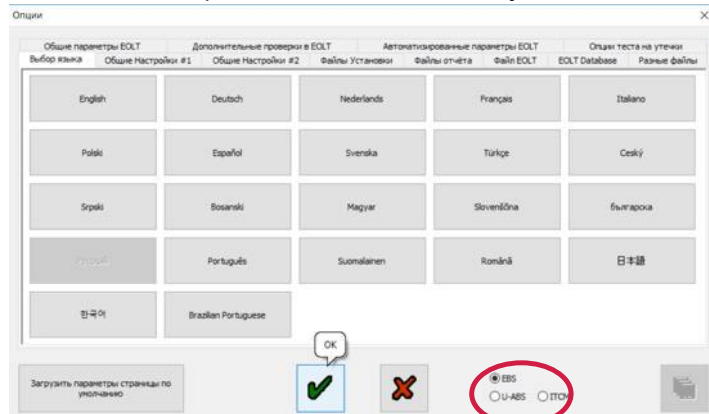 Опции
Общие параметры EOLT Дополнительные проверки в EOLT Автоматизированные параметры EOLT Опции теста на утечки
Выбор языка Общие Настройки #1 Общие Настройки #2 Файлы Установки Файлы отчёта Файл EOLT EOLT Database Разные файлы
English Deutsch Nederlands Français Italiano
Polski Español Svenska Türkçe Ceský
Srpski Bosanski Magyar Slovenščina българска
Русский Português Suomalainen Română 日本語
한국어 Brazilian Portuguese
OK
Загрузить параметры страницы по
умолчанию
EBS
U-ABS ITCM